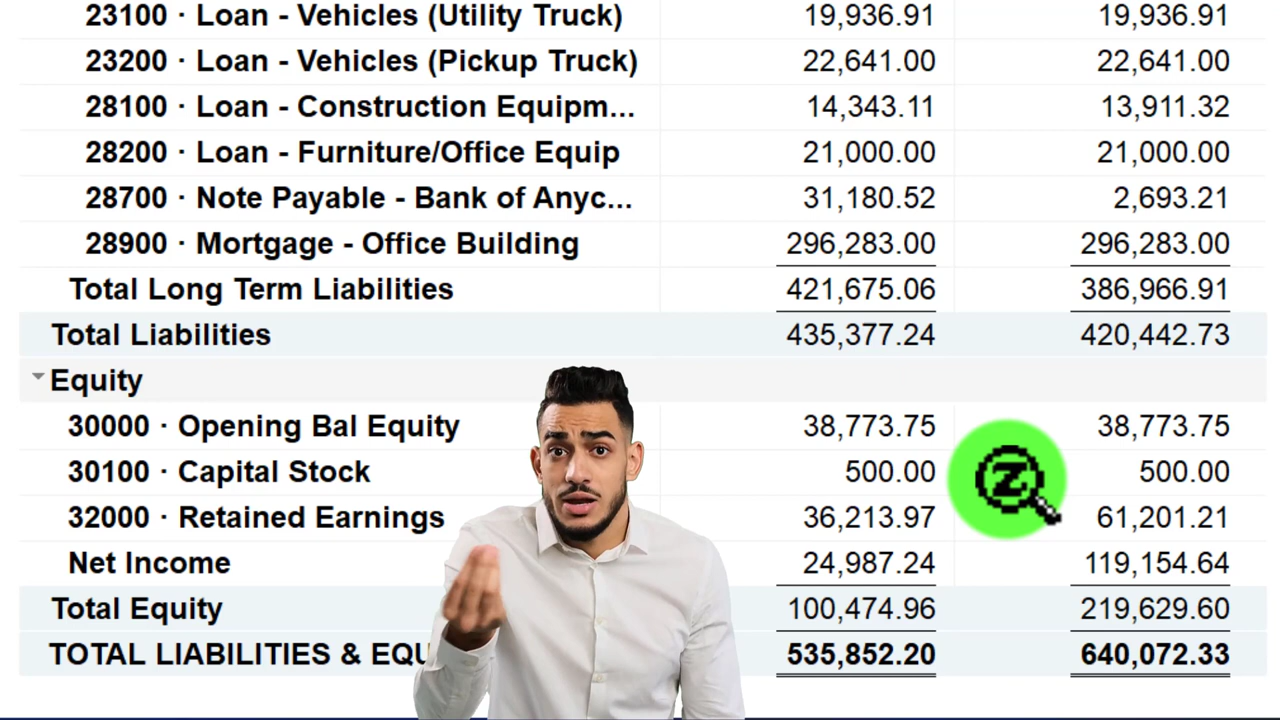 23100 · Loan - Vehicles (Utility Truck) 19,936.91 19,936.91
23200 · Loan - Vehicles (Pickup Truck) 22,641.00 22,641.00
28100 · Loan - Construction Equipm... 14,343.11 13,911.32
28200 · Loan - Furniture/Office Equip 21,000.00 21,000.00
28700 · Note Payable - Bank of Anyc... 31,180.52 2,693.21
28900 · Mortgage - Office Building 296,283.00 296,283.00
Total Long Term Liabilities 421,675.06 386,966.91
Total Liabilities 435,377.24 420,442.73
Equity
30000 · Opening Bal Equity 38,773.75 38,773.75
30100 · Capital Stock 500.00 500.00
Z
32000 · Retained Earnings 36,213.97 61,201.21
Net Income 24,987.24 119,154.64
Total Equity 100,474.96 219,629.60
TOTAL LIABILITIES & EQU 535,852.20 640,072.33